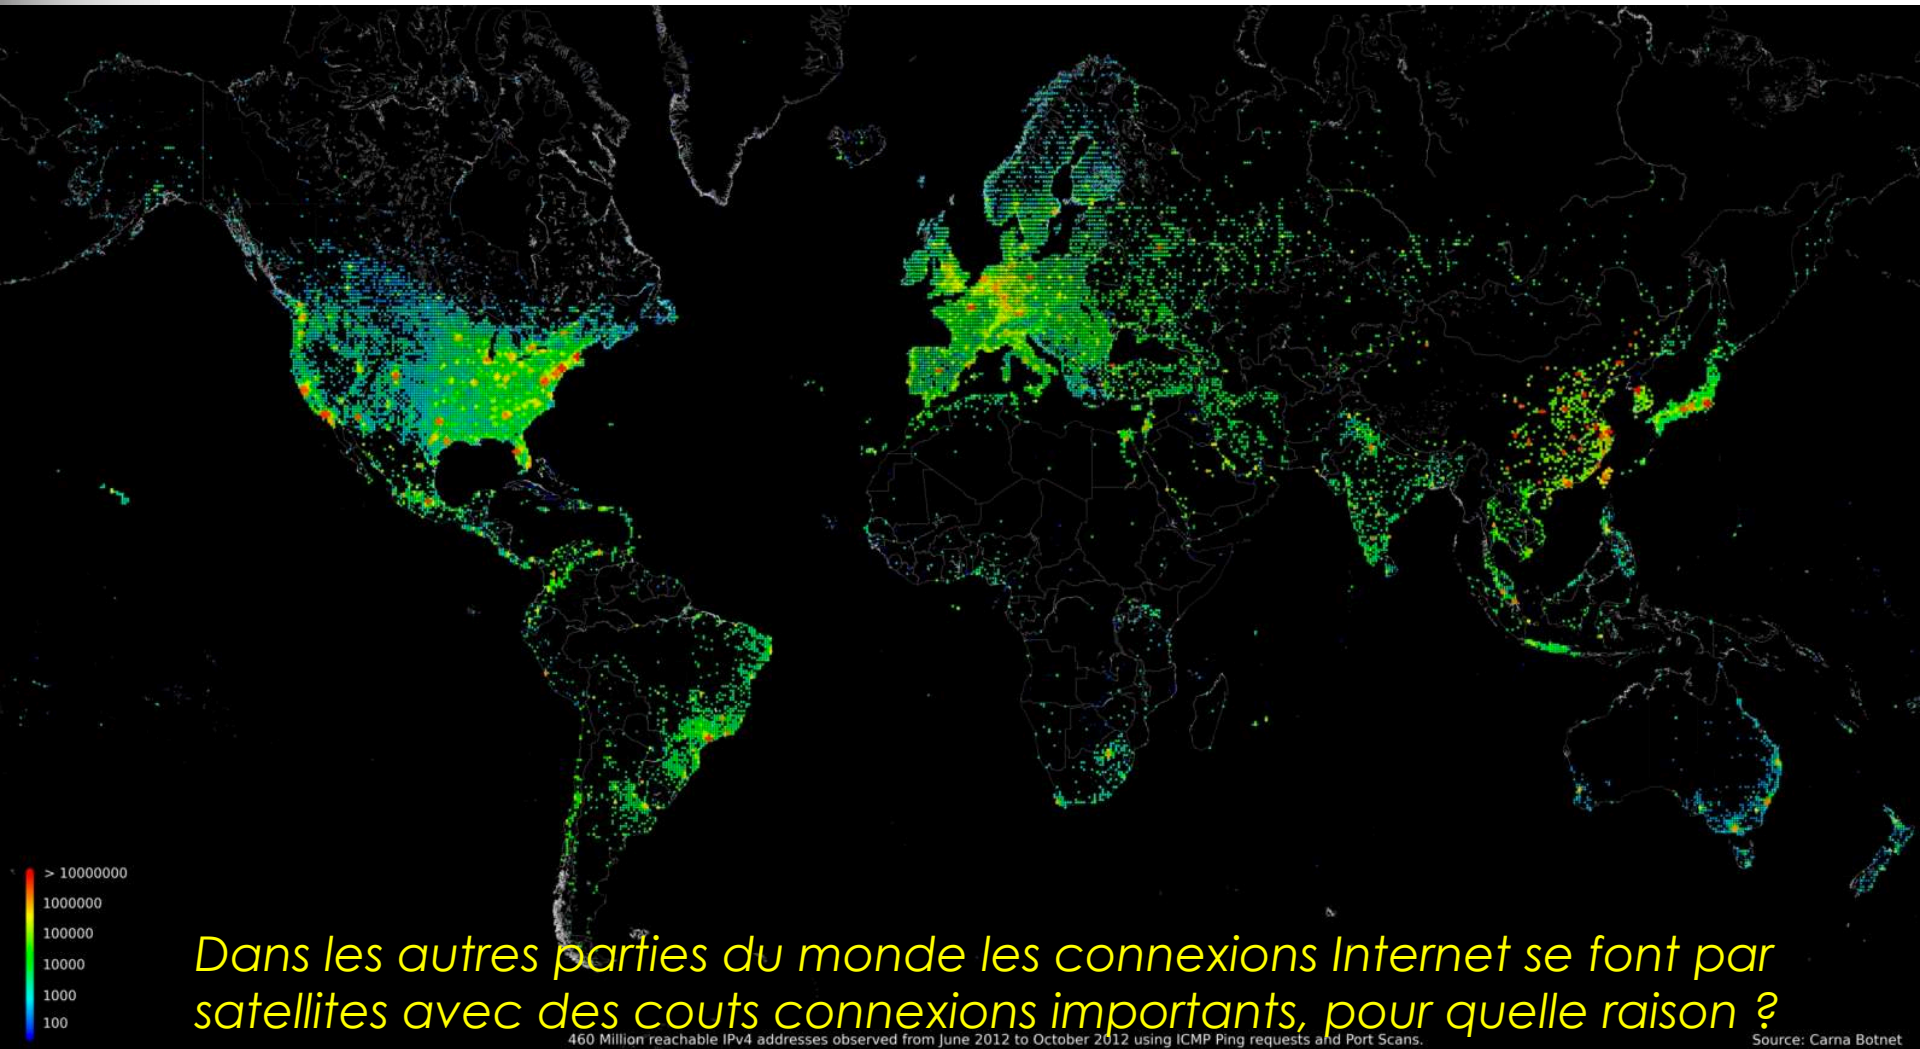 > 10000000
1000000
100000
10000
1000
100
Dans les autres parties du monde les connexions Internet se font par
satellites avec des couts connexions importants, pour quelle raison ?
460 Million reachable IPv4 addresses observed from June 2012 to October 2012 using ICMP Ping requests and Port Scans.
Source: Carna Botnet